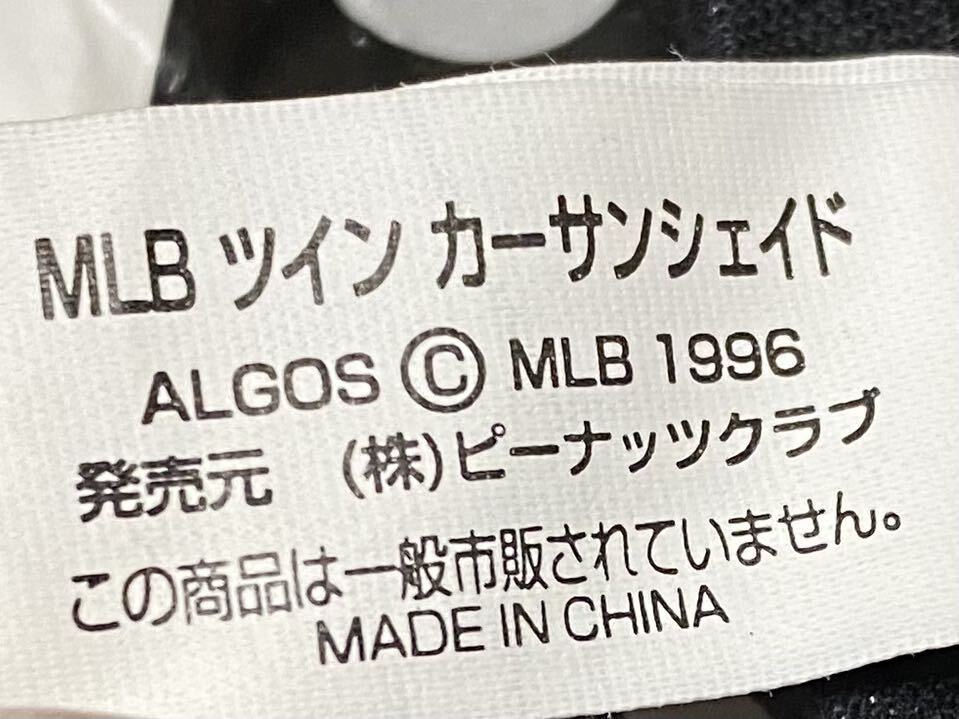 MLB ツイン カーサンシェイド
ALGOS © MLB 1996
発売元 (株)ピーナッツクラブ
この商品は一般市販されていません。
MADE IN CHINA